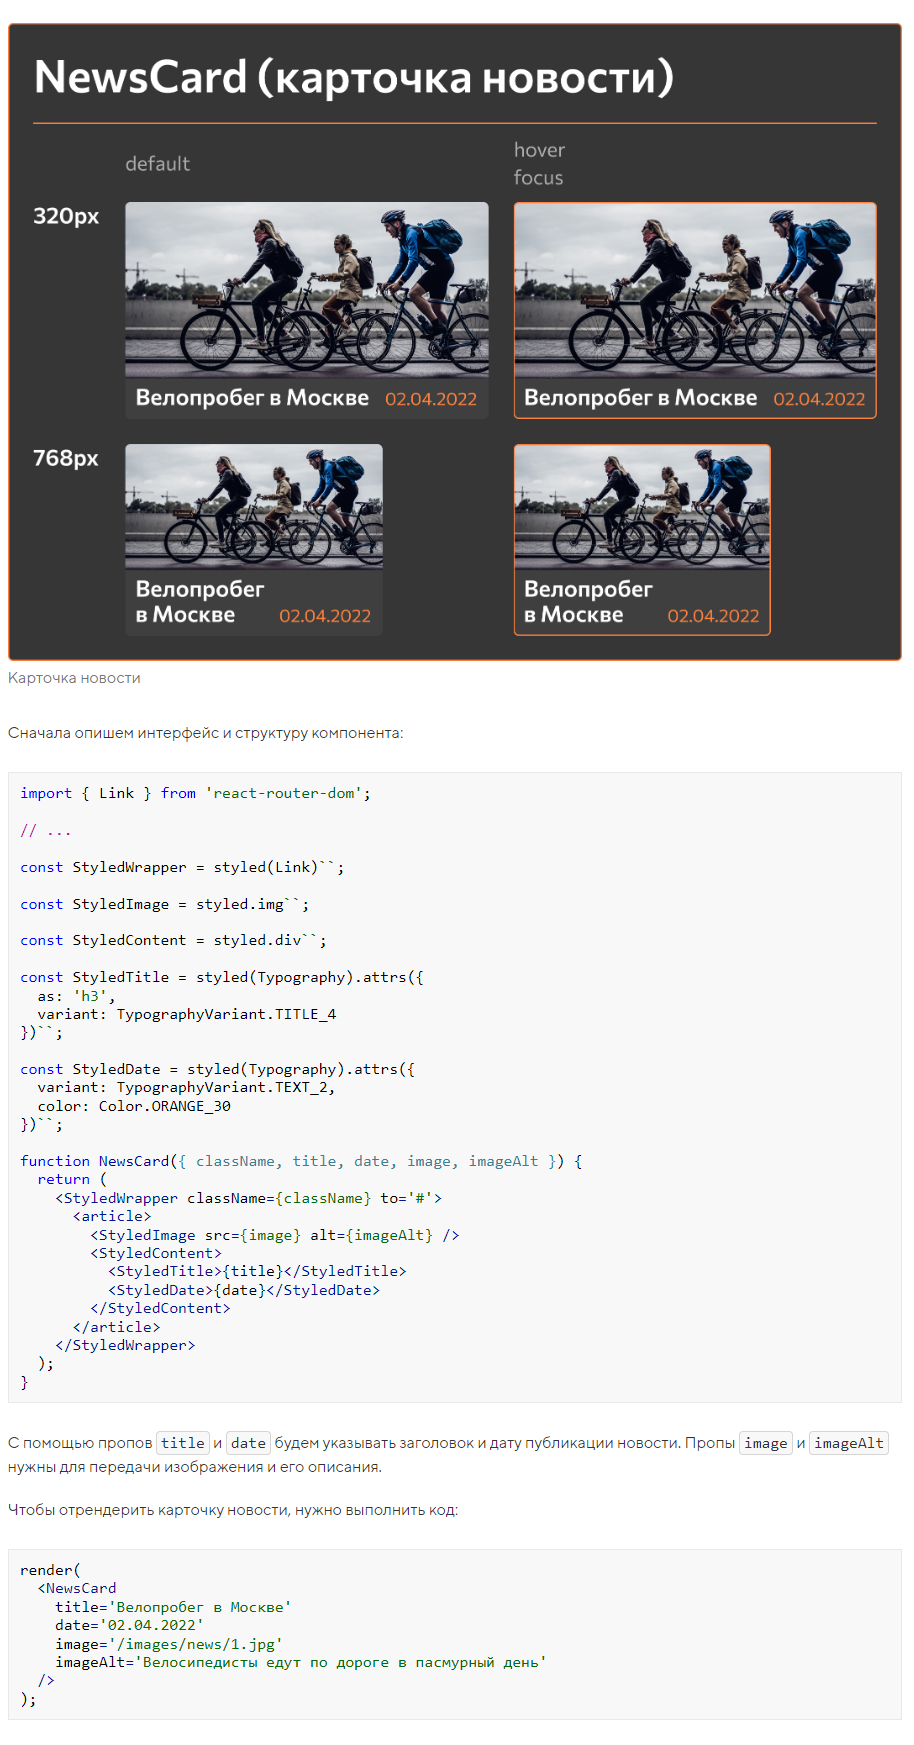 NewsCard (карточка новости)
default
hover
focus
320px
Велопробег в Москве 02.04.2022
Велопробег в Москве 02.04.2022
768px
Велопробег
в Москве 02.04.2022
Велопробег
в Москве 02.04.2022
Карточка новости
Сначала опишем интерфейс и структуру компонента:
import { Link } from 'react-router-dom';
// ...
const StyledWrapper = styled(Link)``;
const StyledImage = styled.img``;
const StyledContent = styled.div``;
const StyledTitle = styled(Typography).attrs({
  as: 'h3',
  variant: TypographyVariant.TITLE_4
})``;
const StyledDate = styled(Typography).attrs({
  variant: TypographyVariant.TEXT_2,
  color: Color.ORANGE_30
})``;
function NewsCard({ className, title, date, image, imageAlt }) {
  return (
    <StyledWrapper className={className} to='#'>
      <article>
        <StyledImage src={image} alt={imageAlt} />
        <StyledContent>
          <StyledTitle>{title}</StyledTitle>
          <StyledDate>{date}</StyledDate>
        </StyledContent>
      </article>
    </StyledWrapper>
  );
}
С помощью пропов title и date будем указывать заголовок и дату публикации новости. Пропы image и imageAlt
нужны для передачи изображения и его описания.
Чтобы отрендерить карточку новости, нужно выполнить код:
render(
  <NewsCard
    title='Велопробег в Москве'
    date='02.04.2022'
    image='/images/news/1.jpg'
    imageAlt='Велосипедисты едут по дороге в пасмурный день'
  />
);